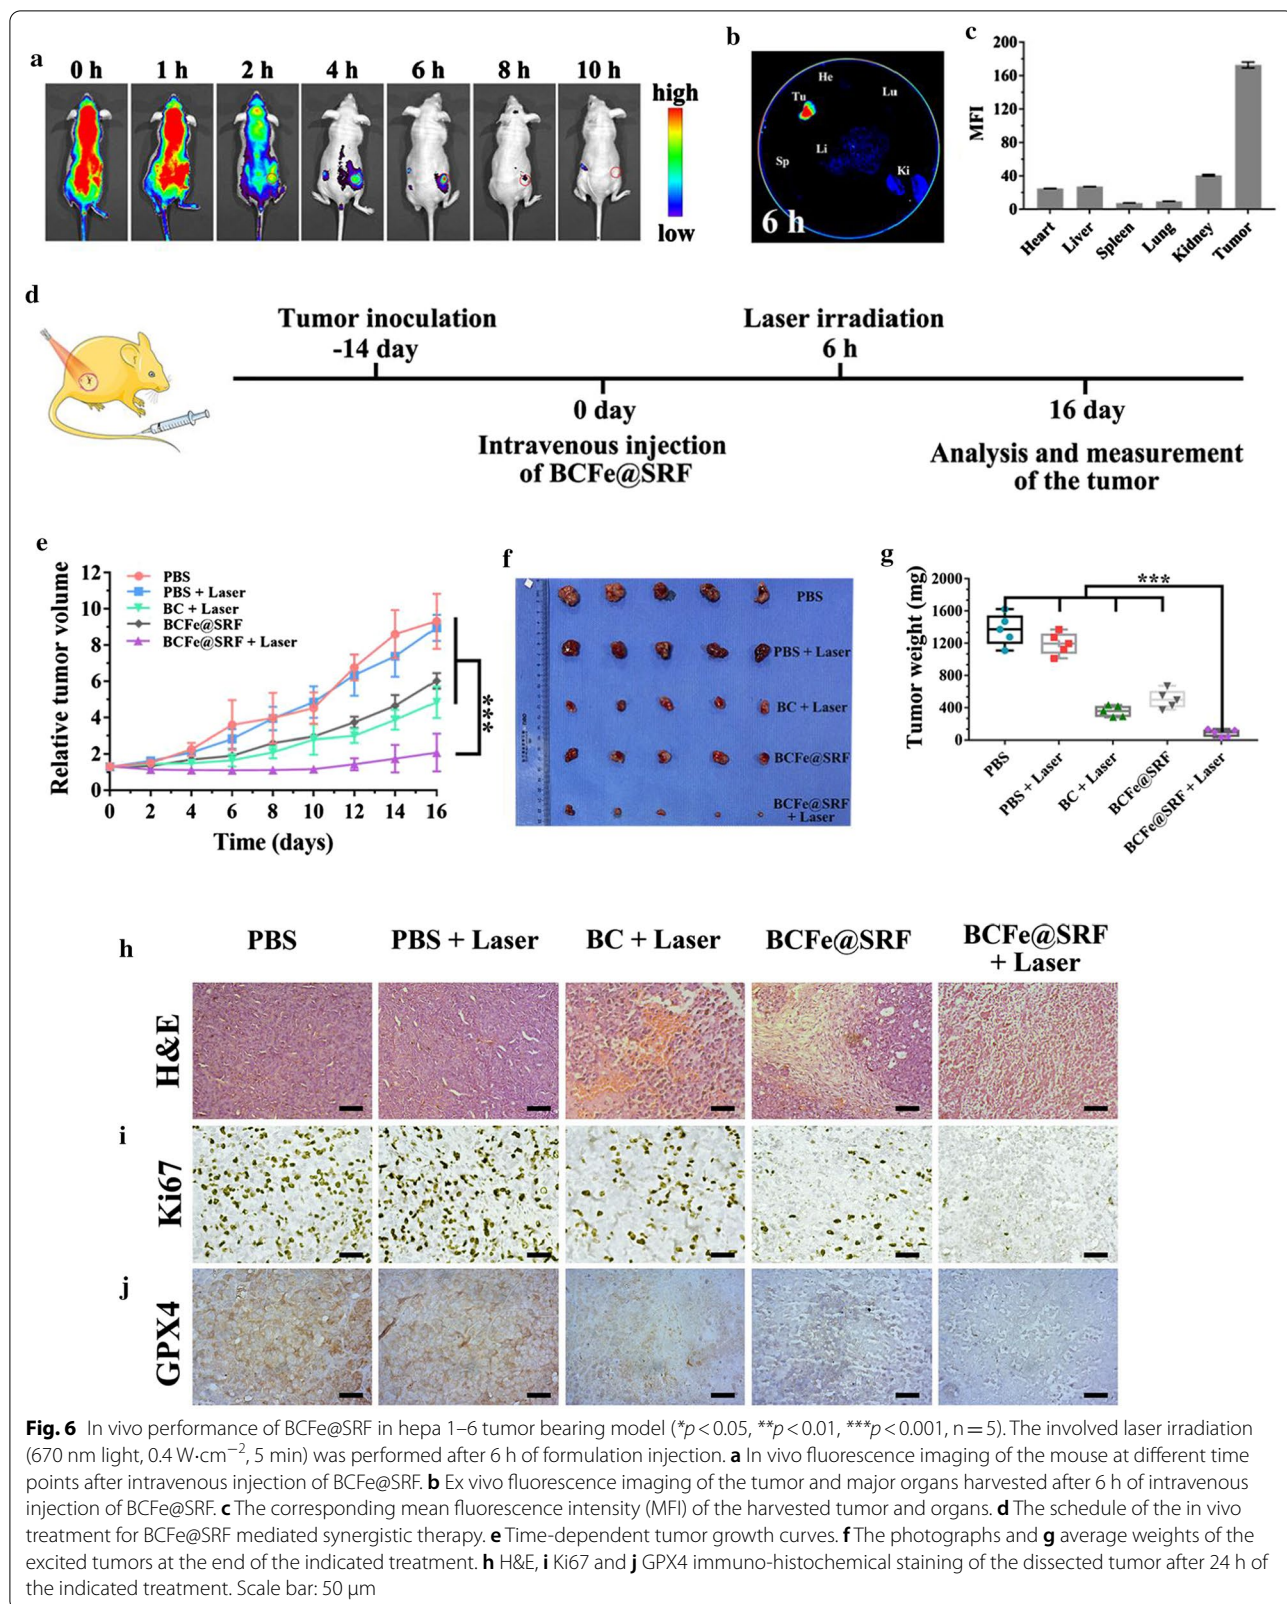 a
0 h 1 h 2 h 4 h 6 h 8 h 10 h
high
low
b
He
Lu
Tu
Li
Sp
Ki
6 h
c
MFI
200
160
120
80
40
0
Heart Liver Spleen Lung Kidney Tumor
d
Tumor inoculation
-14 day
Laser irradiation
6 h
0 day
Intravenous injection
of BCFe@SRF
16 day
Analysis and measurement
of the tumor
e
Relative tumor volume
12
10
8
6
4
2
0
PBS
PBS + Laser
BC + Laser
BCFe@SRF
BCFe@SRF + Laser
***
0 2 4 6 8 10 12 14 16
Time (days)
f
PBS
PBS + Laser
BC + Laser
BCFe@SRF
BCFe@SRF
+ Laser
g
Tumor weight (mg)
2000
1600
1200
800
400
0
***
PBS
PBS + Laser
BC + Laser
BCFe@SRF
BCFe@SRF + Laser
h
PBS PBS + Laser BC + Laser BCFe@SRF BCFe@SRF
+ Laser
H&E
i
Ki67
j
GPX4
Fig. 6 In vivo performance of BCFe@SRF in hepa 1–6 tumor bearing model (*p < 0.05, **p < 0.01, ***p < 0.001, n = 5). The involved laser irradiation
(670 nm light, 0.4 W·cm⁻², 5 min) was performed after 6 h of formulation injection. a In vivo fluorescence imaging of the mouse at different time
points after intravenous injection of BCFe@SRF. b Ex vivo fluorescence imaging of the tumor and major organs harvested after 6 h of intravenous
injection of BCFe@SRF. c The corresponding mean fluorescence intensity (MFI) of the harvested tumor and organs. d The schedule of the in vivo
treatment for BCFe@SRF mediated synergistic therapy. e Time-dependent tumor growth curves. f The photographs and g average weights of the
excited tumors at the end of the indicated treatment. h H&E, i Ki67 and j GPX4 immuno-histochemical staining of the dissected tumor after 24 h of
the indicated treatment. Scale bar: 50 μm